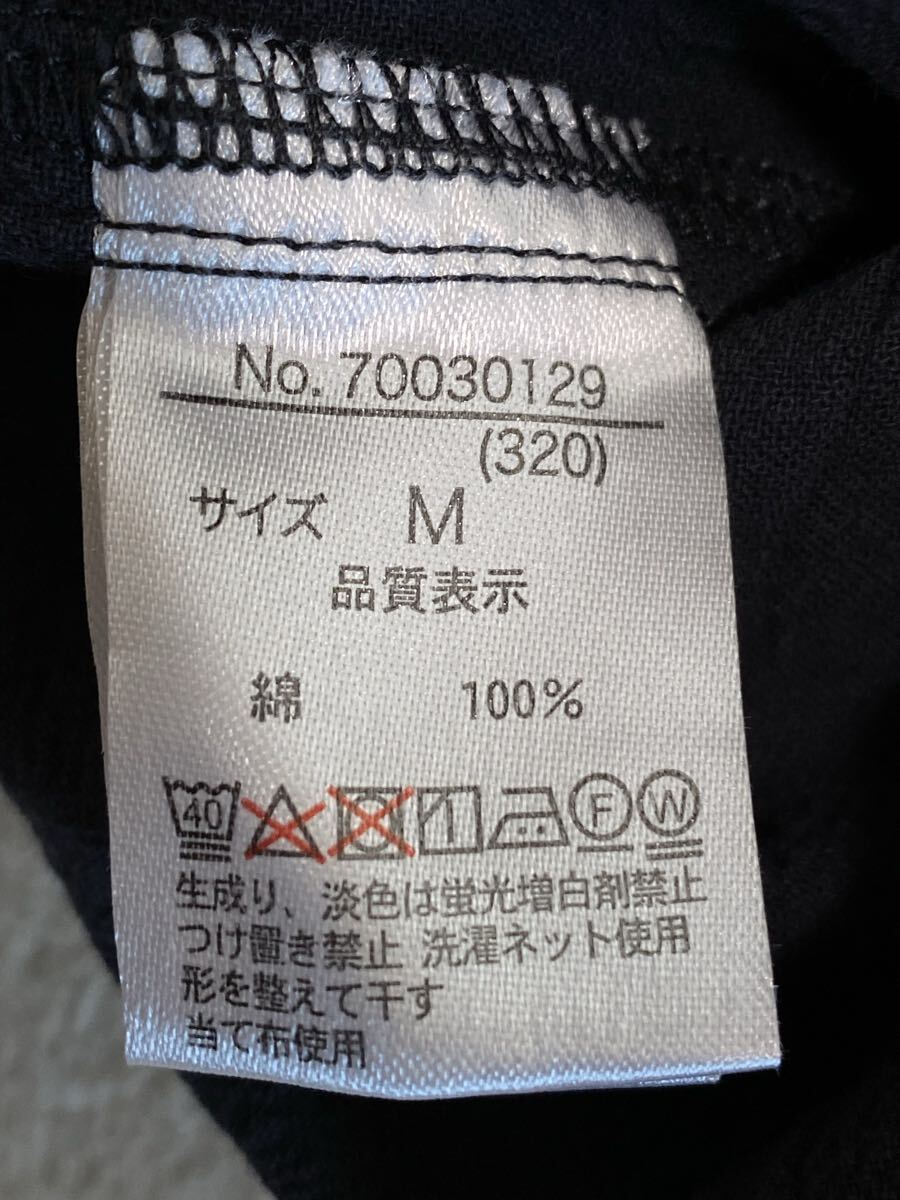 No. 70030129
(320)
サイズ M
品質表示
綿 100%
40 F W
生成り、淡色は蛍光増白剤禁止
つけ置き禁止 洗濯ネット使用
形を整えて干す
当て布使用